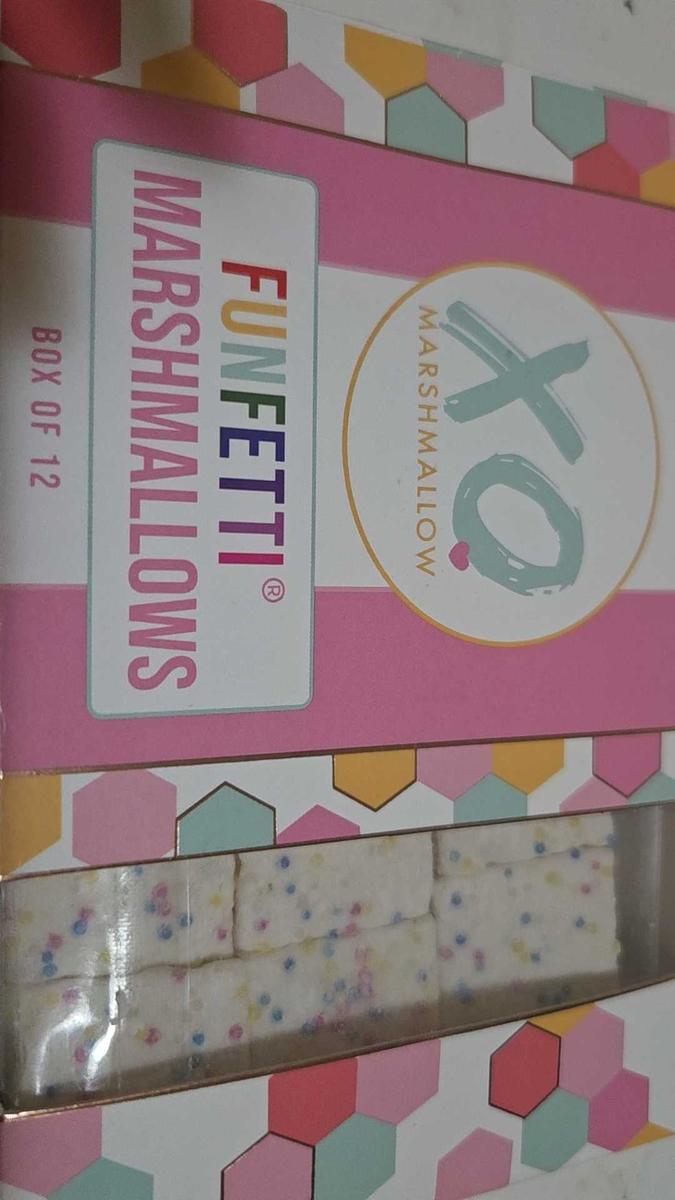 XO
MARSHMALLOW
FUNFETTI®
MARSHMALLOWS
BOX OF 12